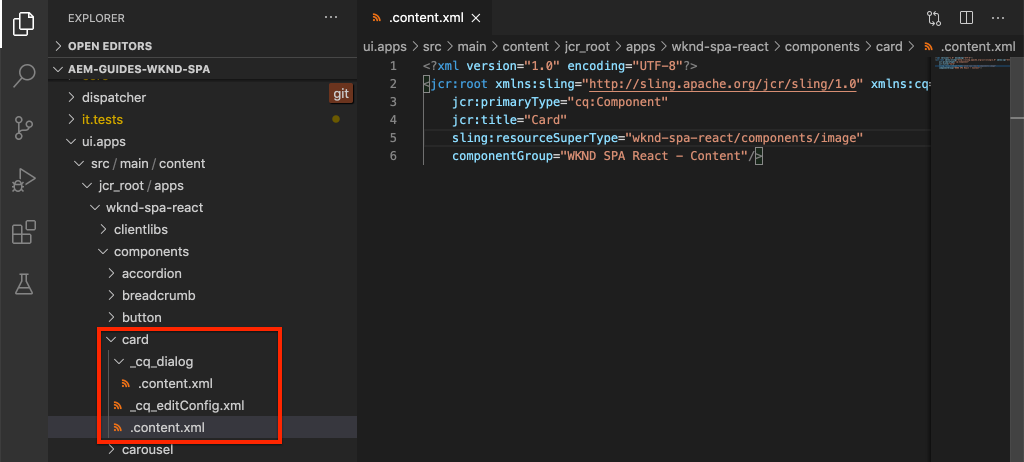 EXPLORER
OPEN EDITORS
AEM-GUIDES-WKND-SPA
dispatcher
git
it.tests
ui.apps
src / main / content
jcr_root / apps
wknd-spa-react
clientlibs
components
accordion
breadcrumb
button
card
_cq_dialog
.content.xml
_cq_editConfig.xml
.content.xml
carousel
.content.xml
ui.apps > src > main > content > jcr_root > apps > wknd-spa-react > components > card > .content.xml
1 <?xml version="1.0" encoding="UTF-8"?>
2 <jcr:root xmlns:sling="http://sling.apache.org/jcr/sling/1.0" xmlns:cq=
3 jcr:primaryType="cq:Component"
4 jcr:title="Card"
5 sling:resourceSuperType="wknd-spa-react/components/image"
6 componentGroup="WKND SPA React - Content"/>